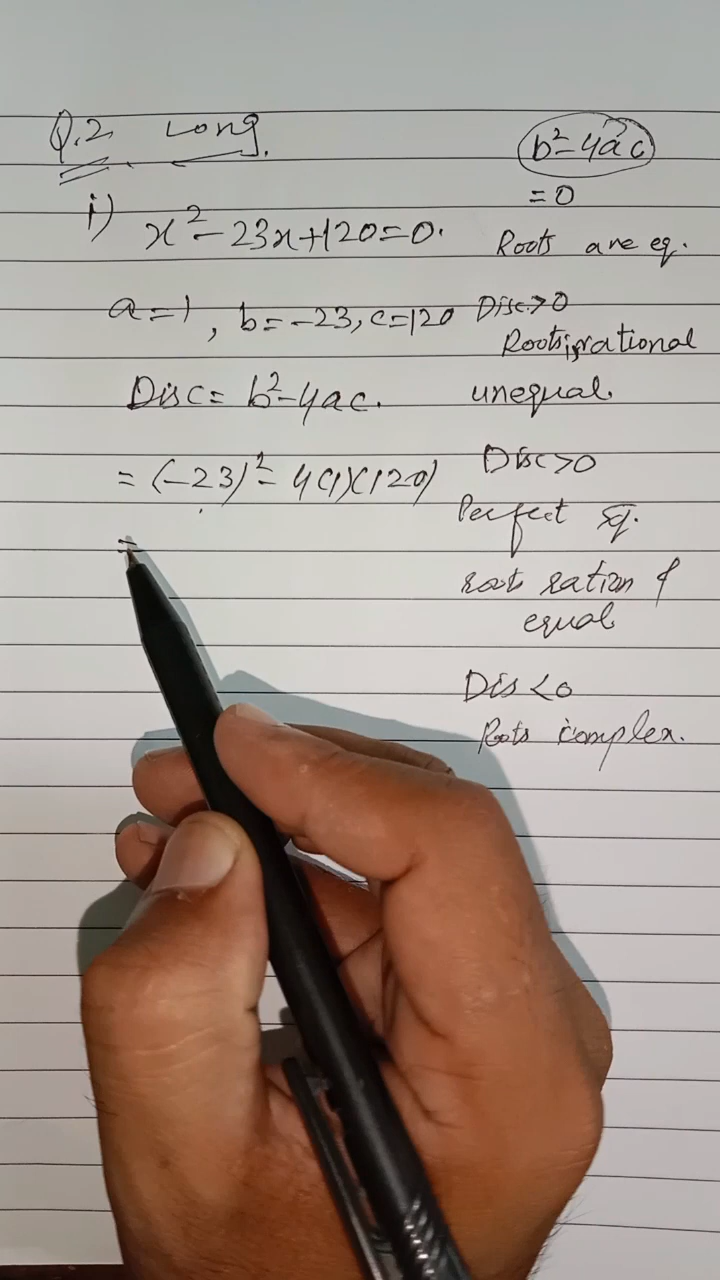 Q.2 Long.
b²-4ac
= 0
i) x²-23x+120=0.
Roots are eq.
a=1, b=-23, c=120
Disc>0
Roots irrational
unequal.
Disc= b²-4ac.
= (-23)²- 4(1)(120)
=
Disc>0
Perfect Sq.
roots ration &
equal
Dis <0
Roots complex.